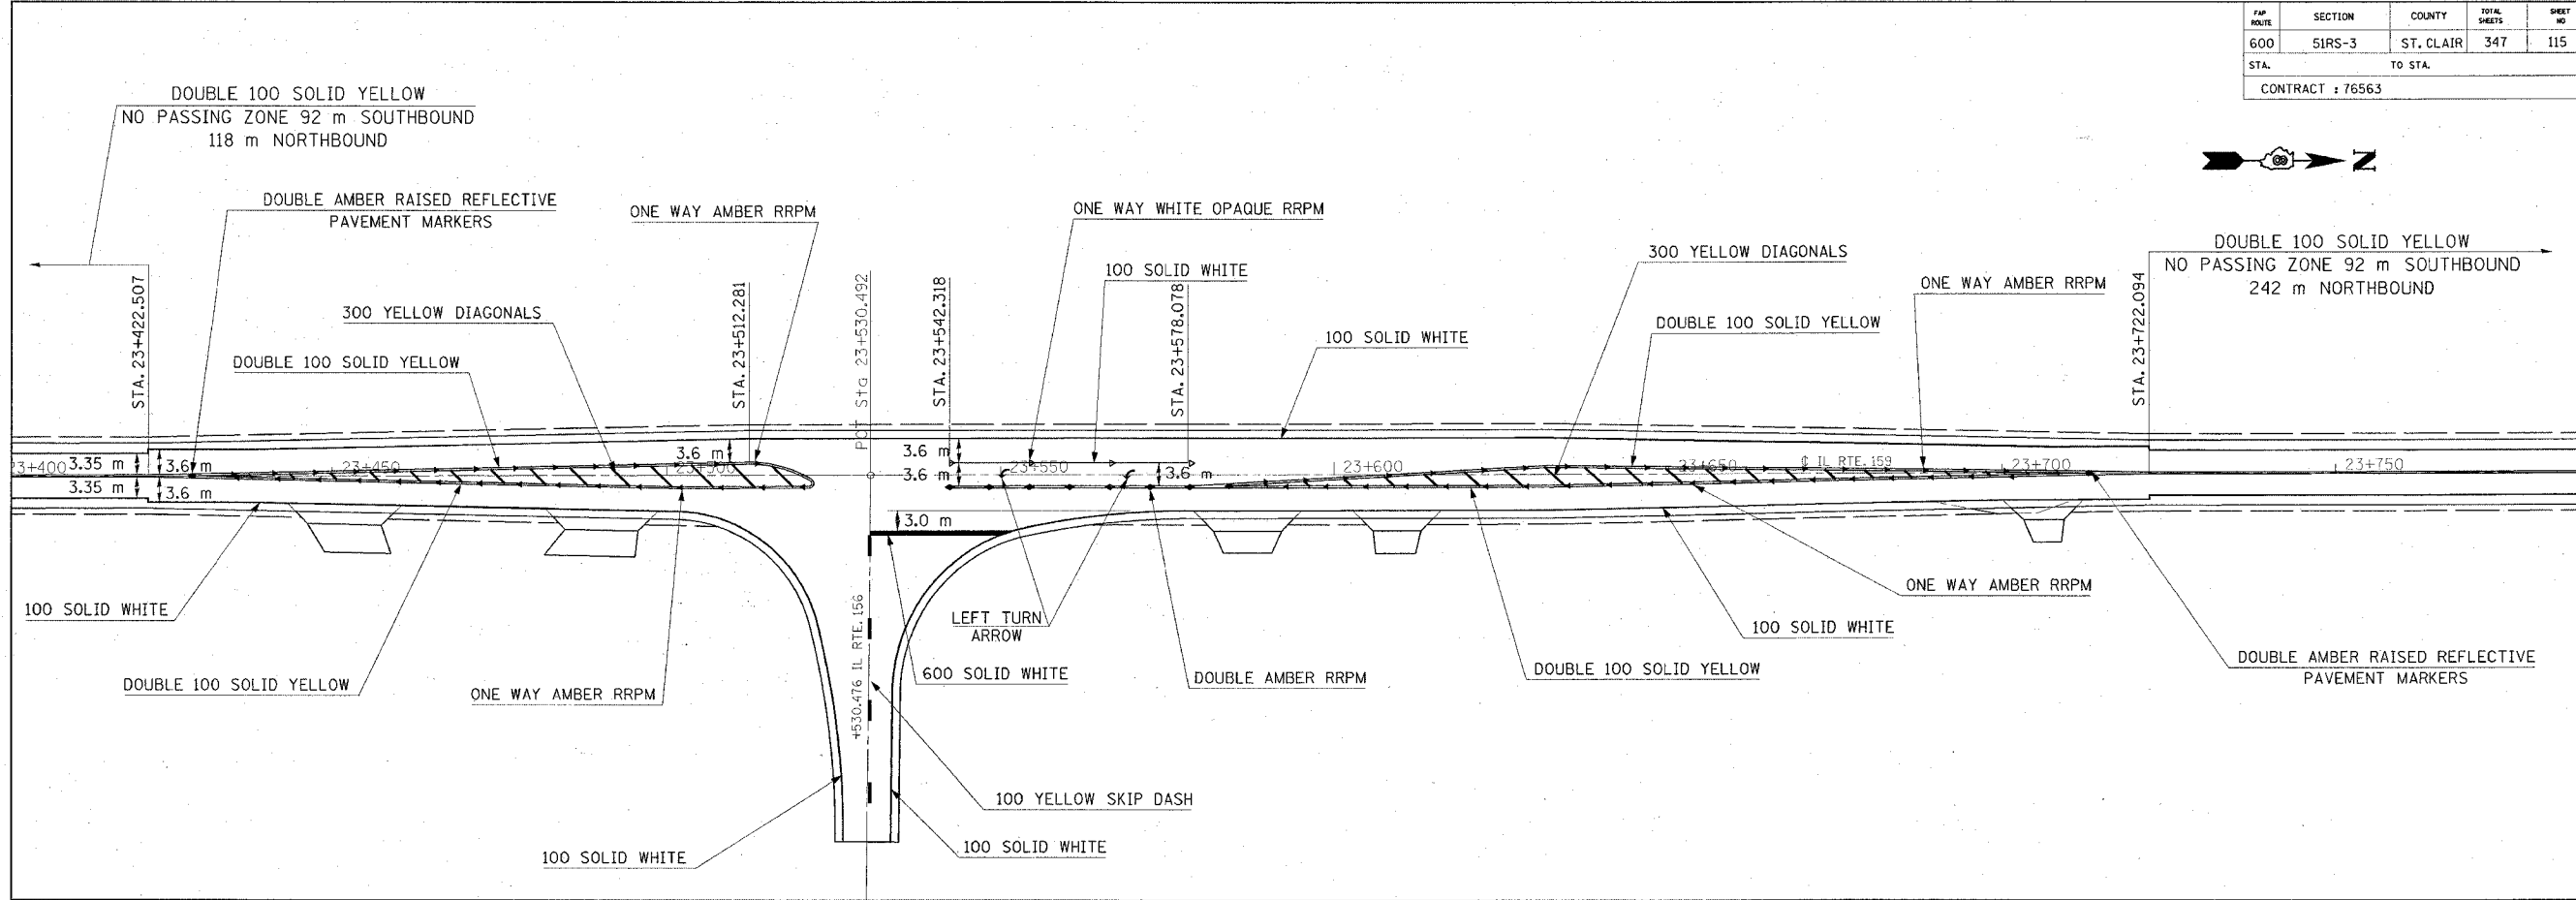 FAP ROUTE SECTION COUNTY TOTAL SHEETS SHEET NO
600 51RS-3 ST. CLAIR 347 115
STA. TO STA.
CONTRACT : 76563
DOUBLE 100 SOLID YELLOW
NO PASSING ZONE 92 m SOUTHBOUND
118 m NORTHBOUND
N
DOUBLE AMBER RAISED REFLECTIVE
PAVEMENT MARKERS
ONE WAY AMBER RRPM
ONE WAY WHITE OPAQUE RRPM
300 YELLOW DIAGONALS
DOUBLE 100 SOLID YELLOW
NO PASSING ZONE 92 m SOUTHBOUND
242 m NORTHBOUND
100 SOLID WHITE
ONE WAY AMBER RRPM
300 YELLOW DIAGONALS
DOUBLE 100 SOLID YELLOW
100 SOLID WHITE
DOUBLE 100 SOLID YELLOW
STA. 23+422.507
STA. 23+512.281
POT Sta 23+530.492
STA. 23+542.318
STA. 23+578.078
STA. 23+722.094
3.6 m
3.6 m
23+400
3.35 m
3.6 m
23+450
23+500
3.6 m
23+550
3.6 m
23+600
23+650
℄ IL RTE. 159
23+700
23+750
3.35 m
3.6 m
3.0 m
100 SOLID WHITE
ONE WAY AMBER RRPM
LEFT TURN
ARROW
100 SOLID WHITE
+530.476 IL RTE. 156
600 SOLID WHITE
DOUBLE AMBER RRPM
DOUBLE 100 SOLID YELLOW
DOUBLE AMBER RAISED REFLECTIVE
PAVEMENT MARKERS
DOUBLE 100 SOLID YELLOW
ONE WAY AMBER RRPM
100 YELLOW SKIP DASH
100 SOLID WHITE
100 SOLID WHITE